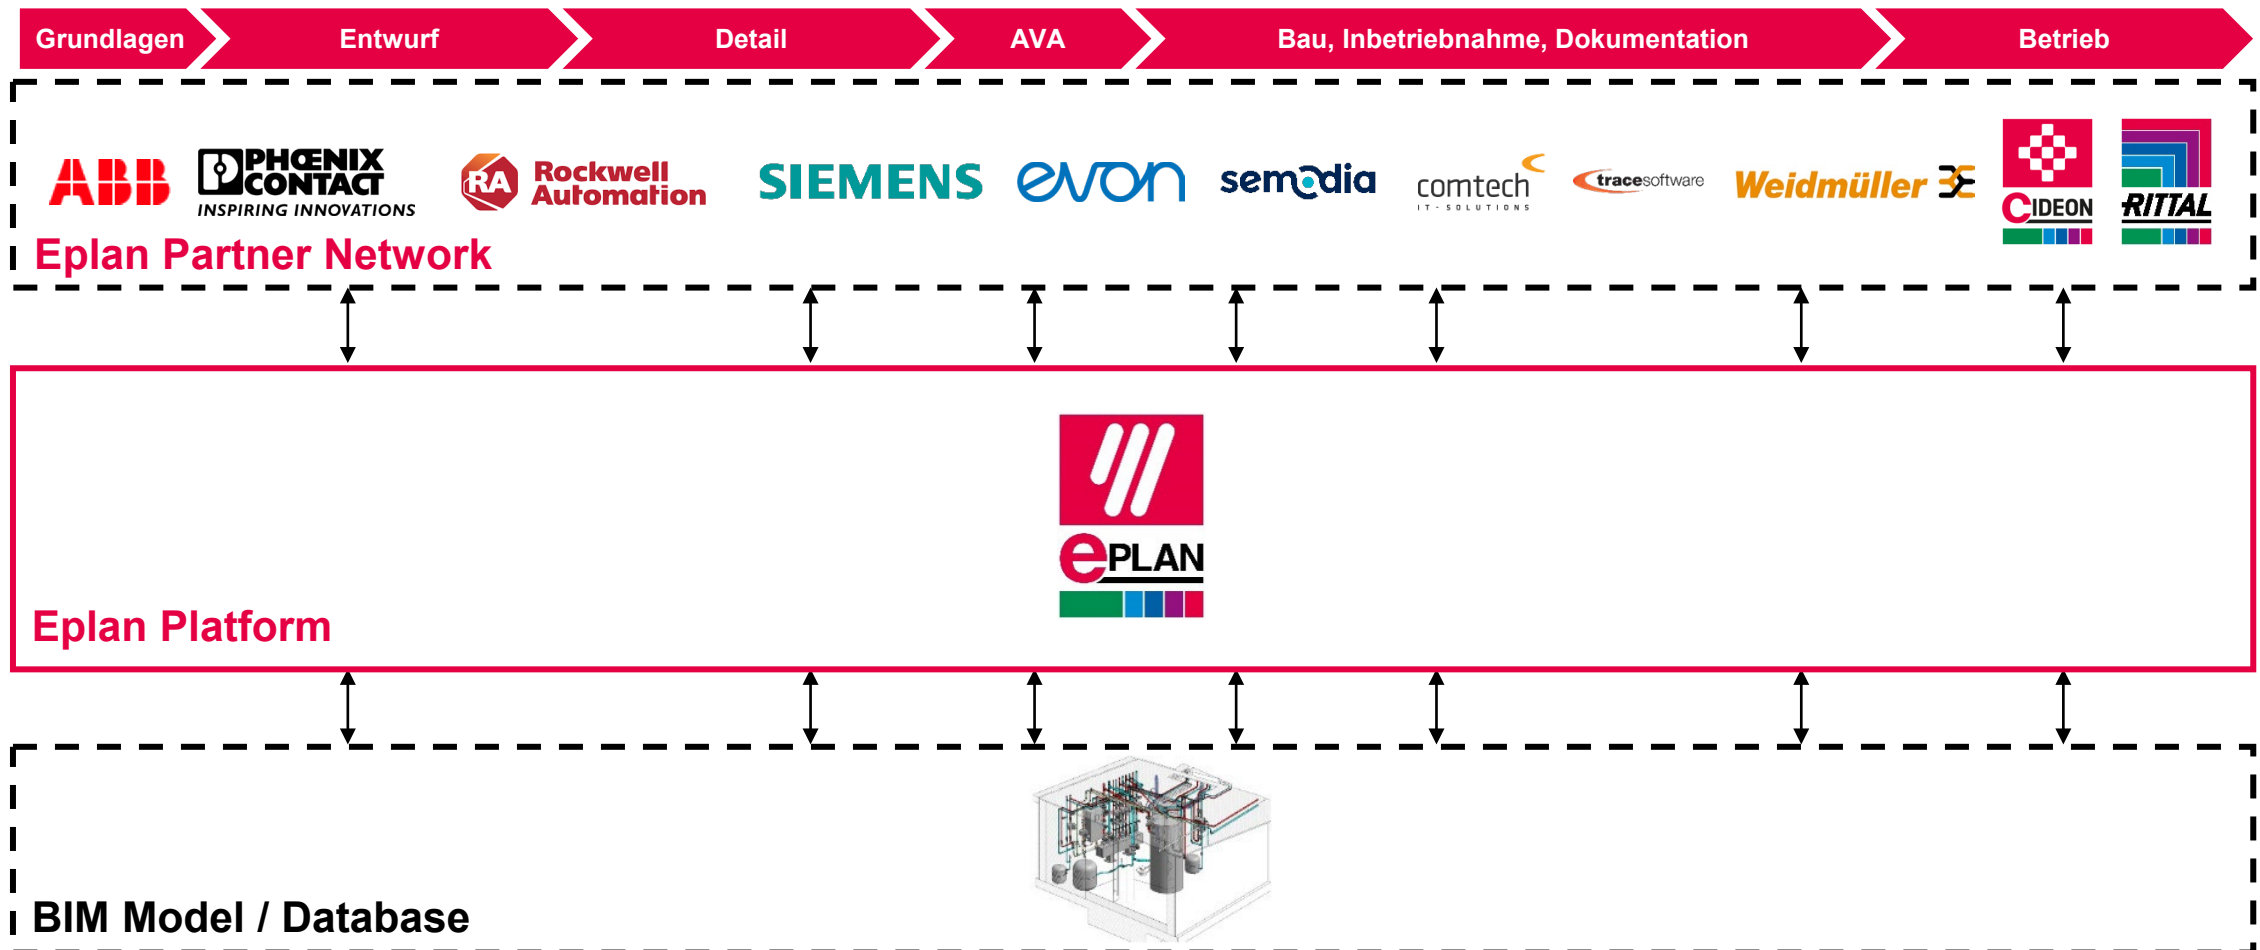 Grundlagen
Entwurf
Detail
AVA
Bau, Inbetriebnahme, Dokumentation
Betrieb
ABB
PHŒNIX
CONTACT
INSPIRING INNOVATIONS
RA
Rockwell
Automation
SIEMENS
evon
semodia
comtech
IT-SOLUTIONS
tracesoftware
Weidmüller
CIDEON
RITTAL
Eplan Partner Network
ePLAN
Eplan Platform
BIM Model / Database